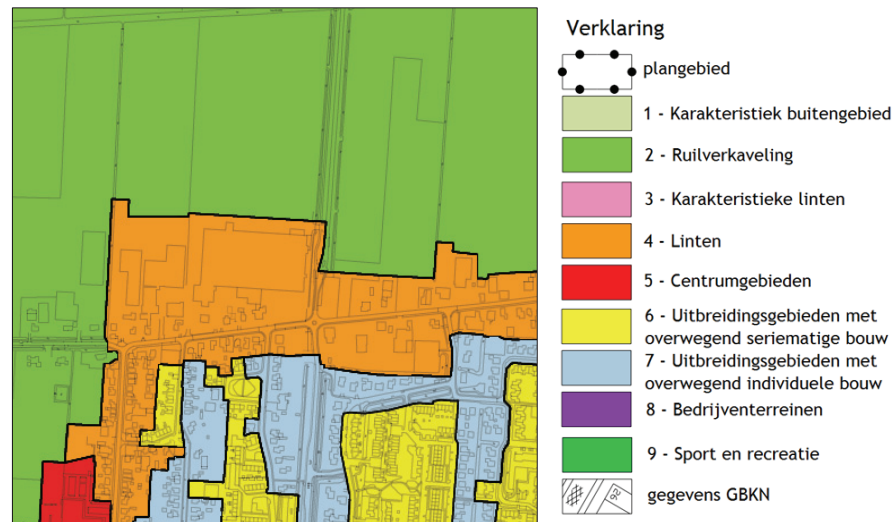 Verklaring
plangebied
1 - Karakteristiek buitengebied
2 - Ruilverkaveling
3 - Karakteristieke linten
4 - Linten
5 - Centrumgebieden
6 - Uitbreidingsgebieden met
overwegend seriematige bouw
7 - Uitbreidingsgebieden met
overwegend individuele bouw
8 - Bedrijventerreinen
9 - Sport en recreatie
gegevens GBKN